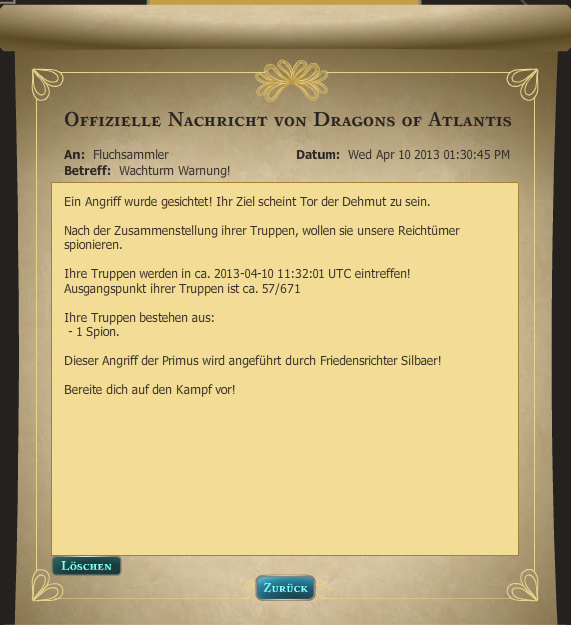 Offizielle Nachricht von Dragons of Atlantis
An: Fluchsammler Datum: Wed Apr 10 2013 01:30:45 PM
Betreff: Wachturm Warnung!
Ein Angriff wurde gesichtet! Ihr Ziel scheint Tor der Dehmut zu sein.
Nach der Zusammenstellung ihrer Truppen, wollen sie unsere Reichtümer
spionieren.
Ihre Truppen werden in ca. 2013-04-10 11:32:01 UTC eintreffen!
Ausgangspunkt ihrer Truppen ist ca. 57/671
Ihre Truppen bestehen aus:
- 1 Spion.
Dieser Angriff der Primus wird angeführt durch Friedensrichter Silbaer!
Bereite dich auf den Kampf vor!
Löschen
Zurück